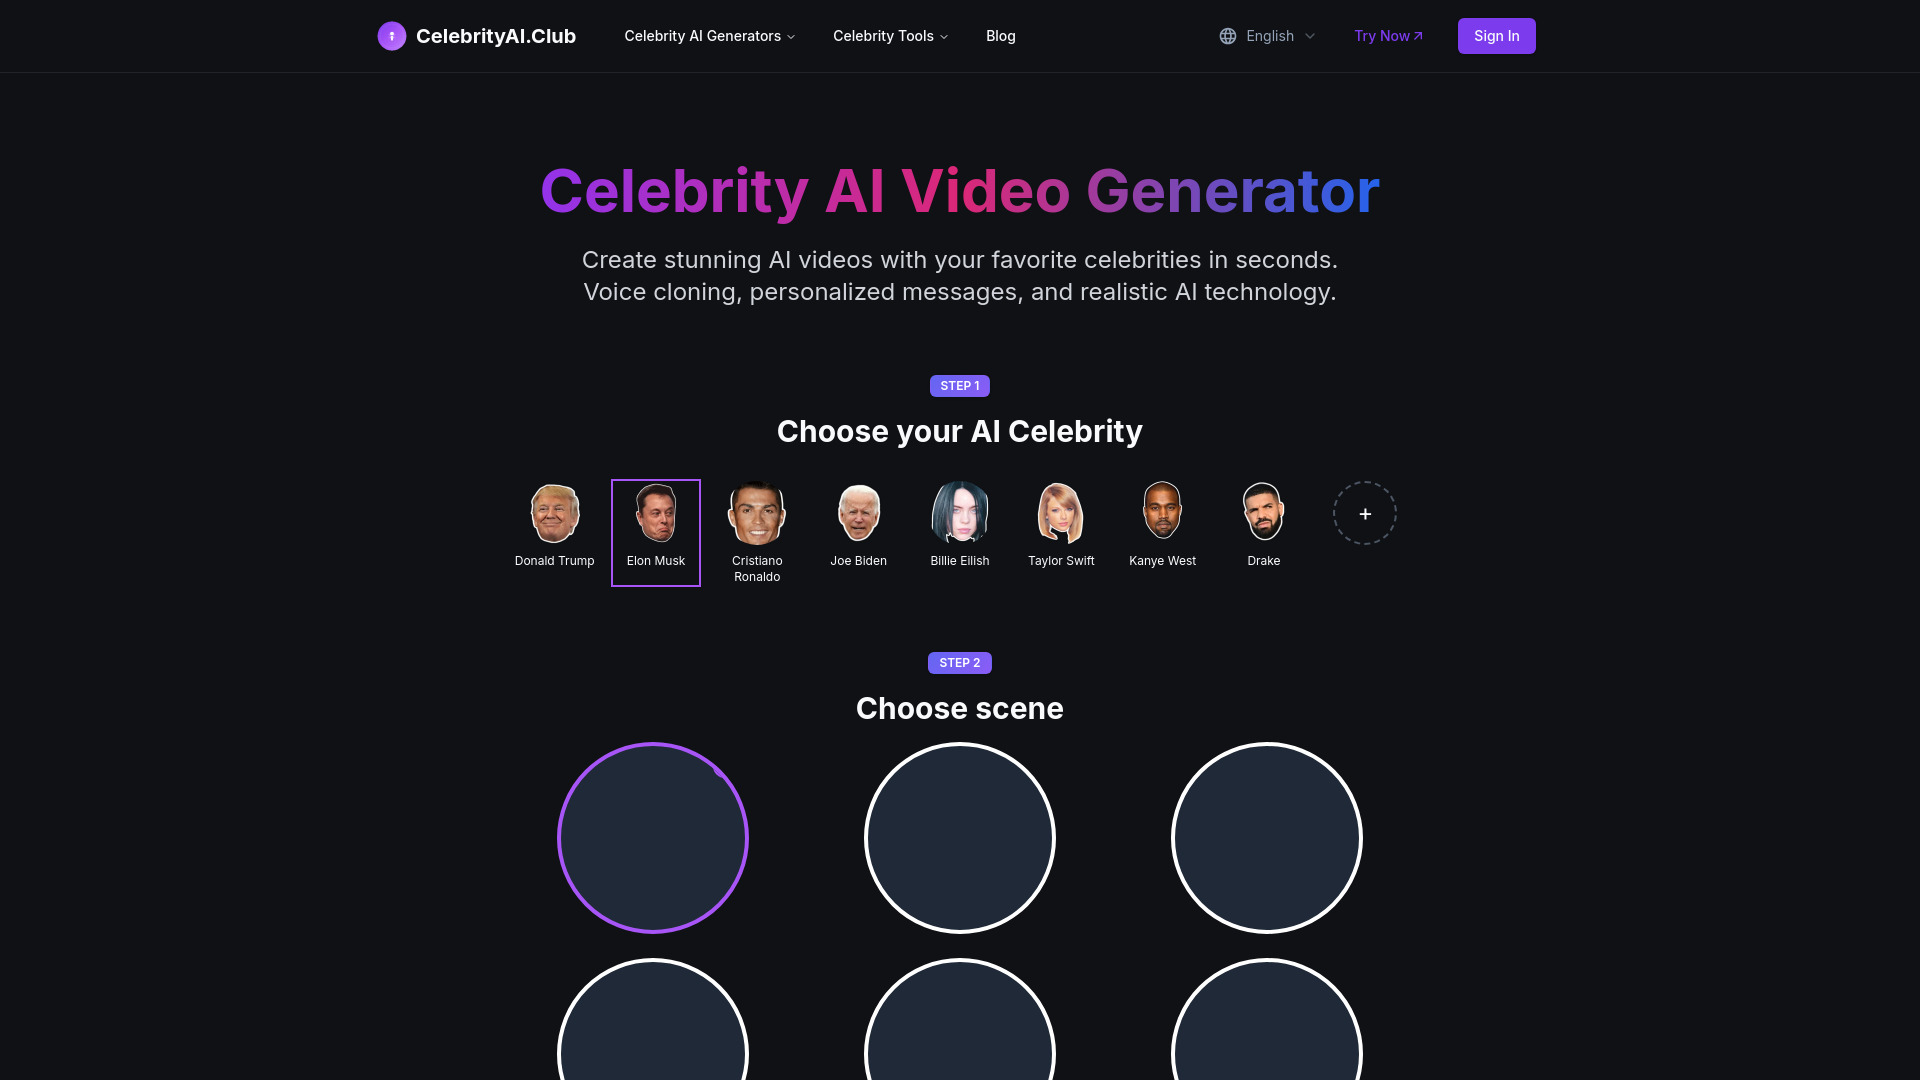 CelebrityAI.Club
Celebrity AI Generators
Celebrity Tools
Blog
English
Try Now
Sign In
Celebrity AI Video Generator
Create stunning AI videos with your favorite celebrities in seconds.
Voice cloning, personalized messages, and realistic AI technology.
STEP 1
Choose your AI Celebrity
Donald Trump
Elon Musk
Cristiano
Ronaldo
Joe Biden
Billie Eilish
Taylor Swift
Kanye West
Drake
+
STEP 2
Choose scene